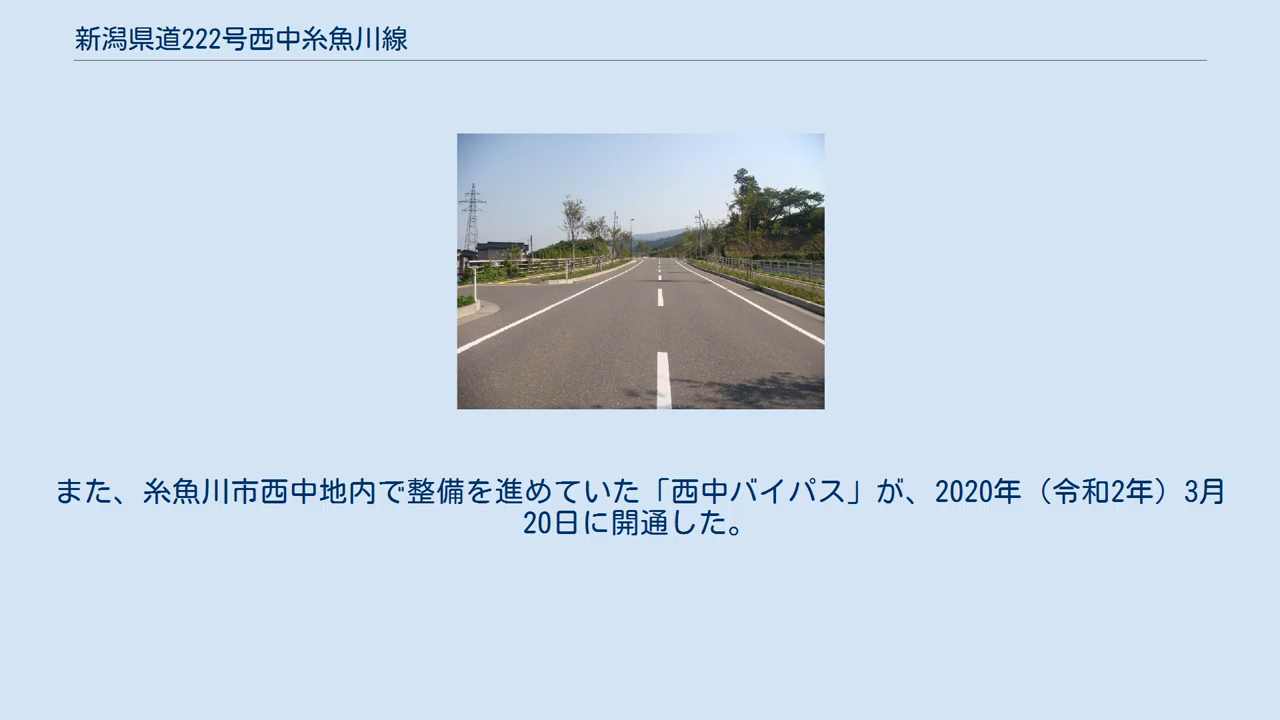 新潟県道222号西中糸魚川線
また、糸魚川市西中地内で整備を進めていた「西中バイパス」が、2020年（令和2年）3月
20日に開通した。